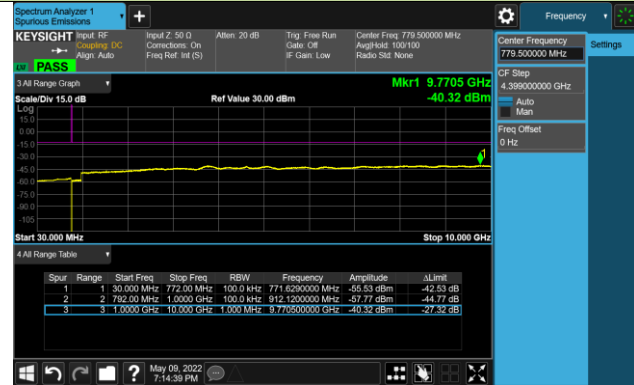 Spectrum Analyzer 1
Spurious Emissions
Frequency
KEYSIGHT
Input: RF
Coupling: DC
Align: Auto
Input Z: 50 Ω
Corrections: On
Freq Ref: Int (S)
Atten: 20 dB
Trig: Free Run
Gate: Off
IF Gain: Low
Center Freq: 779.500000 MHz
Avg|Hold: 100/100
Radio Std: None
PASS
Center Frequency
779.500000 MHz
Settings
CF Step
4.399000000 GHz
Auto
Man
Freq Offset
0 Hz
3 All Range Graph
Mkr1 9.7705 GHz
Scale/Div 15.0 dB
Ref Value 30.00 dBm
-40.32 dBm
Log
15.0
0.00
-15.0
-30.0
-45.0
-60.0
-75.0
-90.0
-105
1
Start 30.000 MHz
Stop 10.000 GHz
4 All Range Table
Spur Range Start Freq Stop Freq RBW Frequency Amplitude ΔLimit
1 1 30.000 MHz 772.00 MHz 100.0 kHz 771.6290000 MHz -55.53 dBm -42.53 dB
2 2 792.00 MHz 1.0000 GHz 100.0 kHz 912.1200000 MHz -57.77 dBm -44.77 dB
3 3 1.0000 GHz 10.000 GHz 1.000 MHz 9.770500000 MHz -40.32 dBm -27.32 dB
?
May 09, 2022
7:14:39 PM